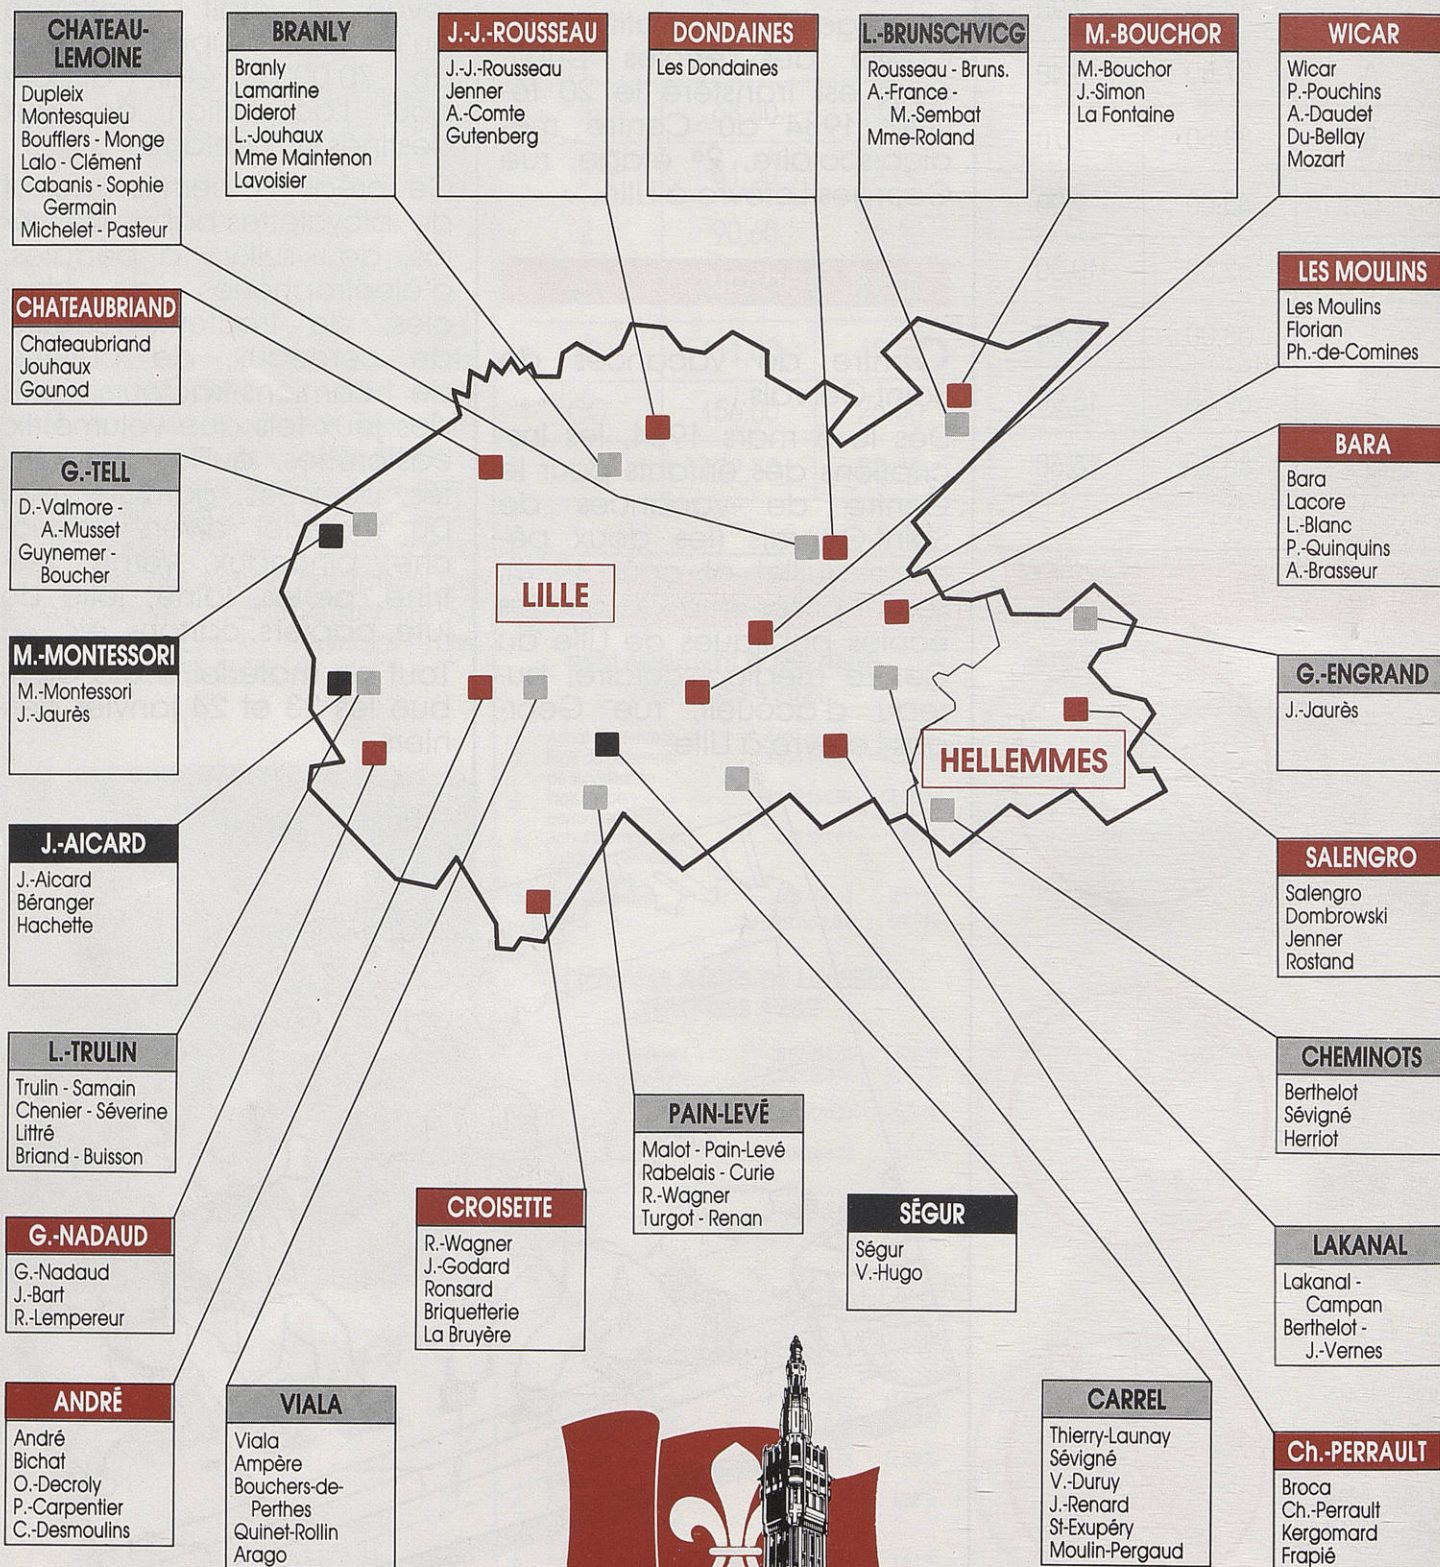 CHATEAU-
LEMOINE
Dupleix
Montesquieu
Boufflers - Monge
Lalo - Clément
Cabanis - Sophie
Germain
Michelet - Pasteur
BRANLY
Branly
Lamartine
Diderot
L.-Jouhaux
Mme Maintenon
Lavoisier
J.-J.-ROUSSEAU
J.-J.-Rousseau
Jenner
A.-Comte
Gutenberg
DONDAINES
Les Dondaines
L.-BRUNSCHVICG
Rousseau - Bruns.
A.-France -
M.-Sembat
Mme-Roland
M.-BOUCHOR
M.-Bouchor
J.-Simon
La Fontaine
WICAR
Wicar
P.-Pouchins
A.-Daudet
Du-Bellay
Mozart
CHATEAUBRIAND
Chateaubriand
Jouhaux
Gounod
LES MOULINS
Les Moulins
Florian
Ph.-de-Comines
G.-TELL
D.-Valmore -
A.-Musset
Guynemer -
Boucher
BARA
Bara
Lacore
L.-Blanc
P.-Quinquins
A.-Brasseur
LILLE
HELLEMMES
M.-MONTESSORI
M.-Montessori
J.-Jaurès
G.-ENGRAND
J.-Jaurès
J.-AICARD
J.-Aicard
Béranger
Hachette
SALENGRO
Salengro
Dombrowski
Jenner
Rostand
L.-TRULIN
Trulin - Samain
Chenier - Séverine
Littré
Briand - Buisson
CHEMINOTS
Berthelot
Sévigné
Herriot
PAIN-LEVÉ
Malot - Pain-Levé
Rabelais - Curie
R.-Wagner
Turgot - Renan
CROISETTE
R.-Wagner
J.-Godard
Ronsard
Briquetterie
La Bruyère
SÉGUR
Ségur
V.-Hugo
G.-NADAUD
G.-Nadaud
J.-Bart
R.-Lempereur
LAKANAL
Lakanal -
Campan
Berthelot -
J.-Vernes
ANDRÉ
André
Bichat
O.-Decroly
P.-Carpentier
C.-Desmoulins
VIALA
Viala
Ampère
Bouchers-de-
Perthes
Quinet-Rollin
Arago
CARREL
Thierry-Launay
Sévigné
V.-Duruy
J.-Renard
St-Exupéry
Moulin-Pergaud
Ch.-PERRAULT
Broca
Ch.-Perrault
Kergomard
Frapié